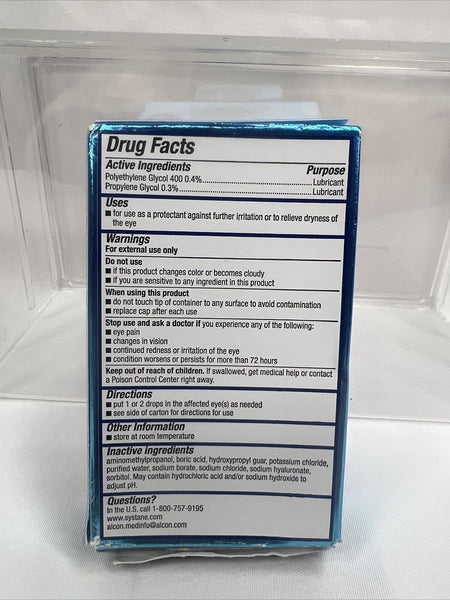 Drug Facts
Active Ingredients Purpose
Polyethylene Glycol 400 0.4%..............................Lubricant
Propylene Glycol 0.3%........................................Lubricant
Uses
■ for use as a protectant against further irritation or to relieve dryness of
the eye
Warnings
For external use only
Do not use
■ if this product changes color or becomes cloudy
■ if you are sensitive to any ingredient in this product
When using this product
■ do not touch tip of container to any surface to avoid contamination
■ replace cap after each use
Stop use and ask a doctor if you experience any of the following:
■ eye pain
■ changes in vision
■ continued redness or irritation of the eye
■ condition worsens or persists for more than 72 hours
Keep out of reach of children. If swallowed, get medical help or contact
a Poison Control Center right away.
Directions
■ put 1 or 2 drops in the affected eye(s) as needed
■ see side of carton for directions for use
Other Information
■ store at room temperature
Inactive ingredients
aminomethylpropanol, boric acid, hydroxypropyl guar, potassium chloride,
purified water, sodium borate, sodium chloride, sodium hyaluronate,
sorbitol. May contain hydrochloric acid and/or sodium hydroxide to
adjust pH.
Questions?
In the U.S. call 1-800-757-9195
www.systane.com
alcon.medinfo@alcon.com